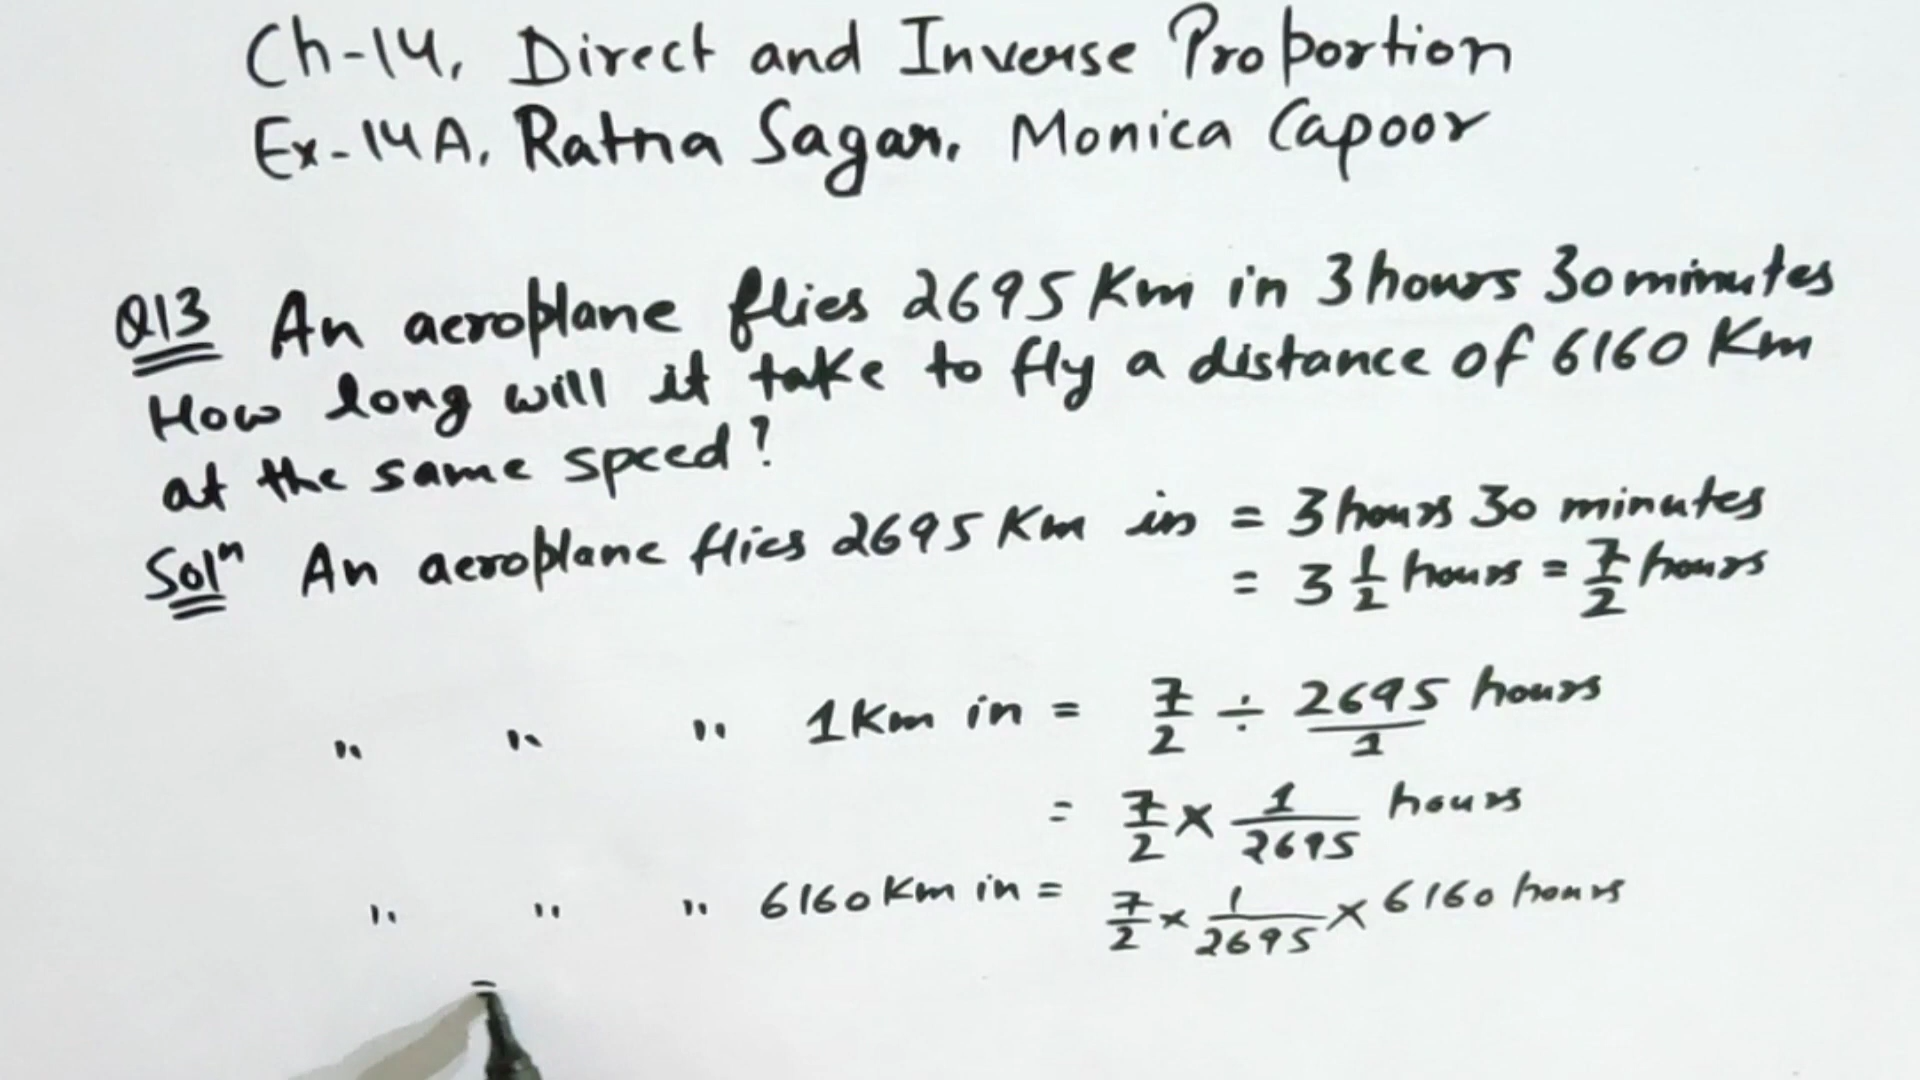 Ch-14, Direct and Inverse Proportion
Ex-14A, Ratna Sagar, Monica Capoor
Q13 An aeroplane flies 2695 Km in 3 hours 30 minutes
How long will it take to fly a distance of 6160 Km
at the same speed?
Solⁿ An aeroplane flies 2695 Km in = 3 hours 30 minutes
= 3 1/2 hours = 7/2 hours
" " " 1 Km in = 7/2 ÷ 2695/1 hours
= 7/2 × 1/2695 hours
" " " 6160 Km in = 7/2 × 1/2695 × 6160 hours
=